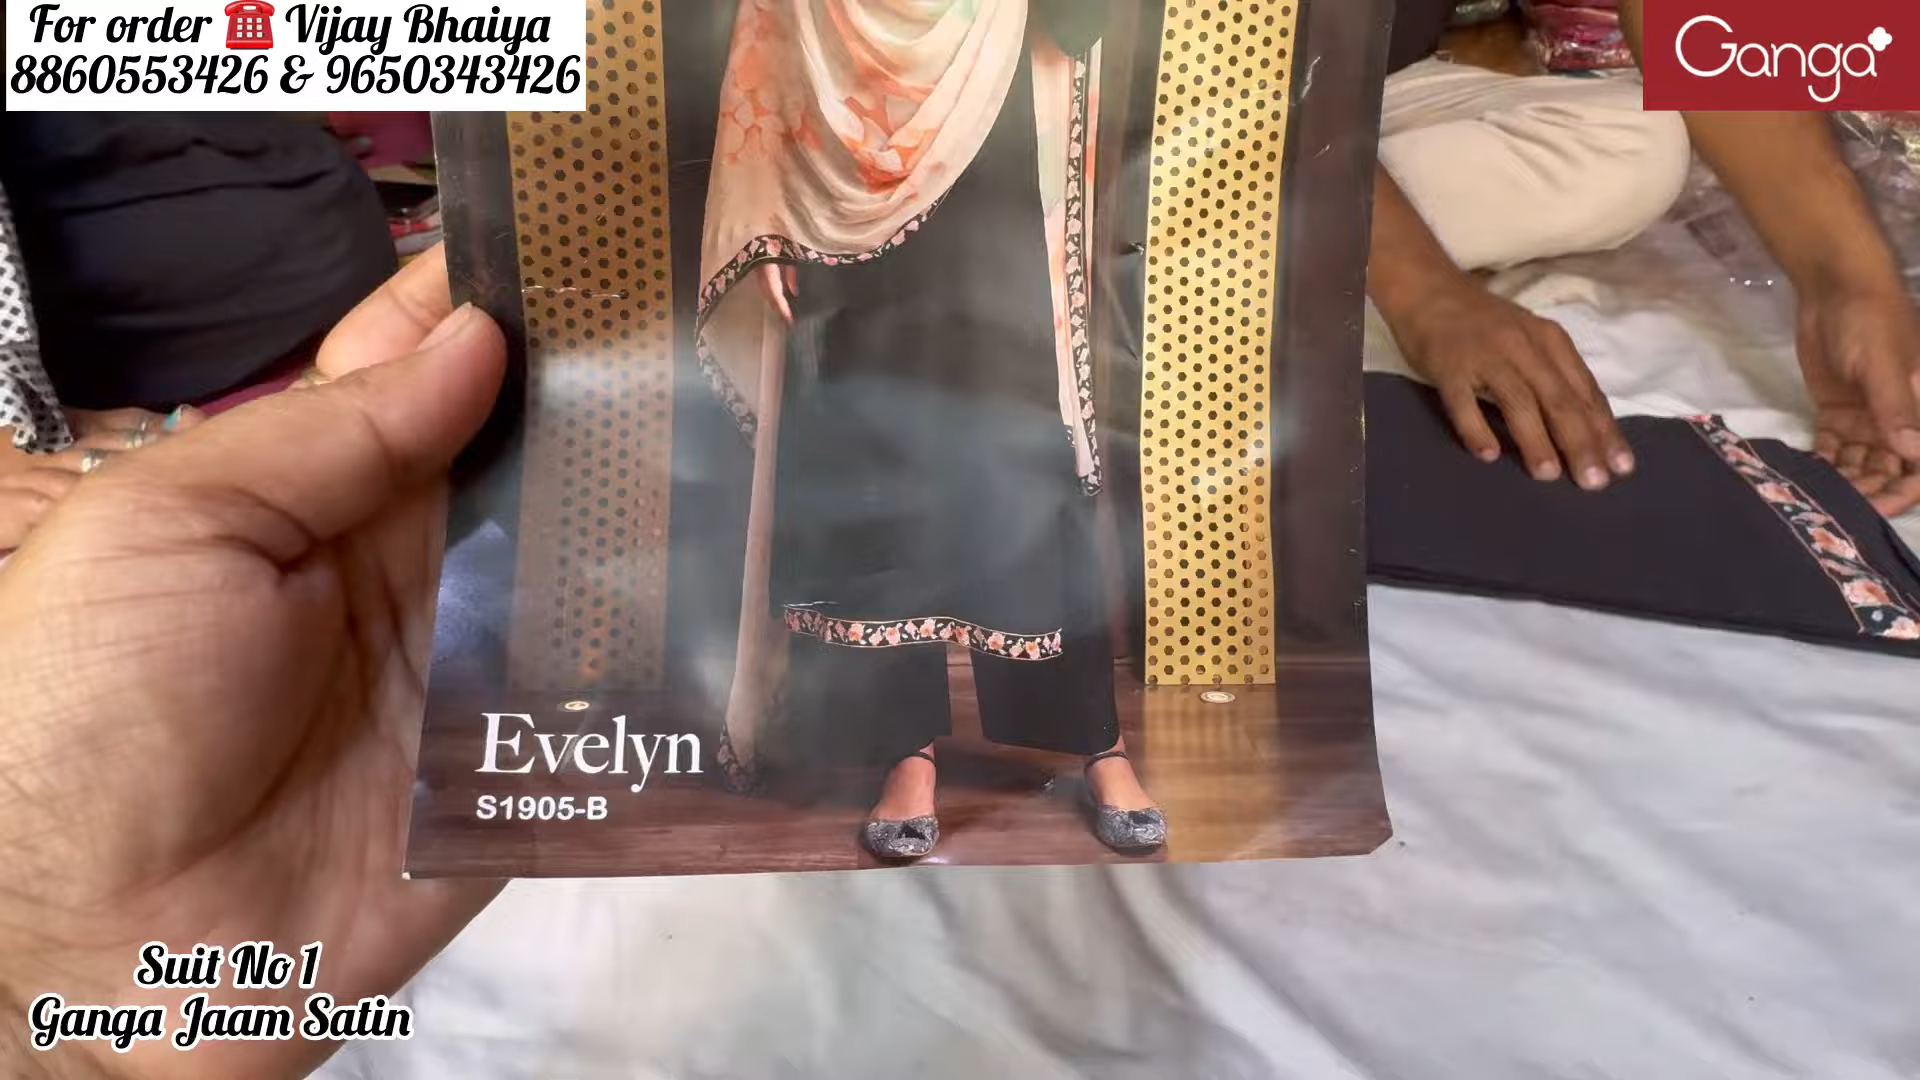 For order ☎️ Vijay Bhaiya
8860553426 & 9650343426
Ganga
Evelyn
S1905-B
Suit No 1
Ganga Jaam Satin